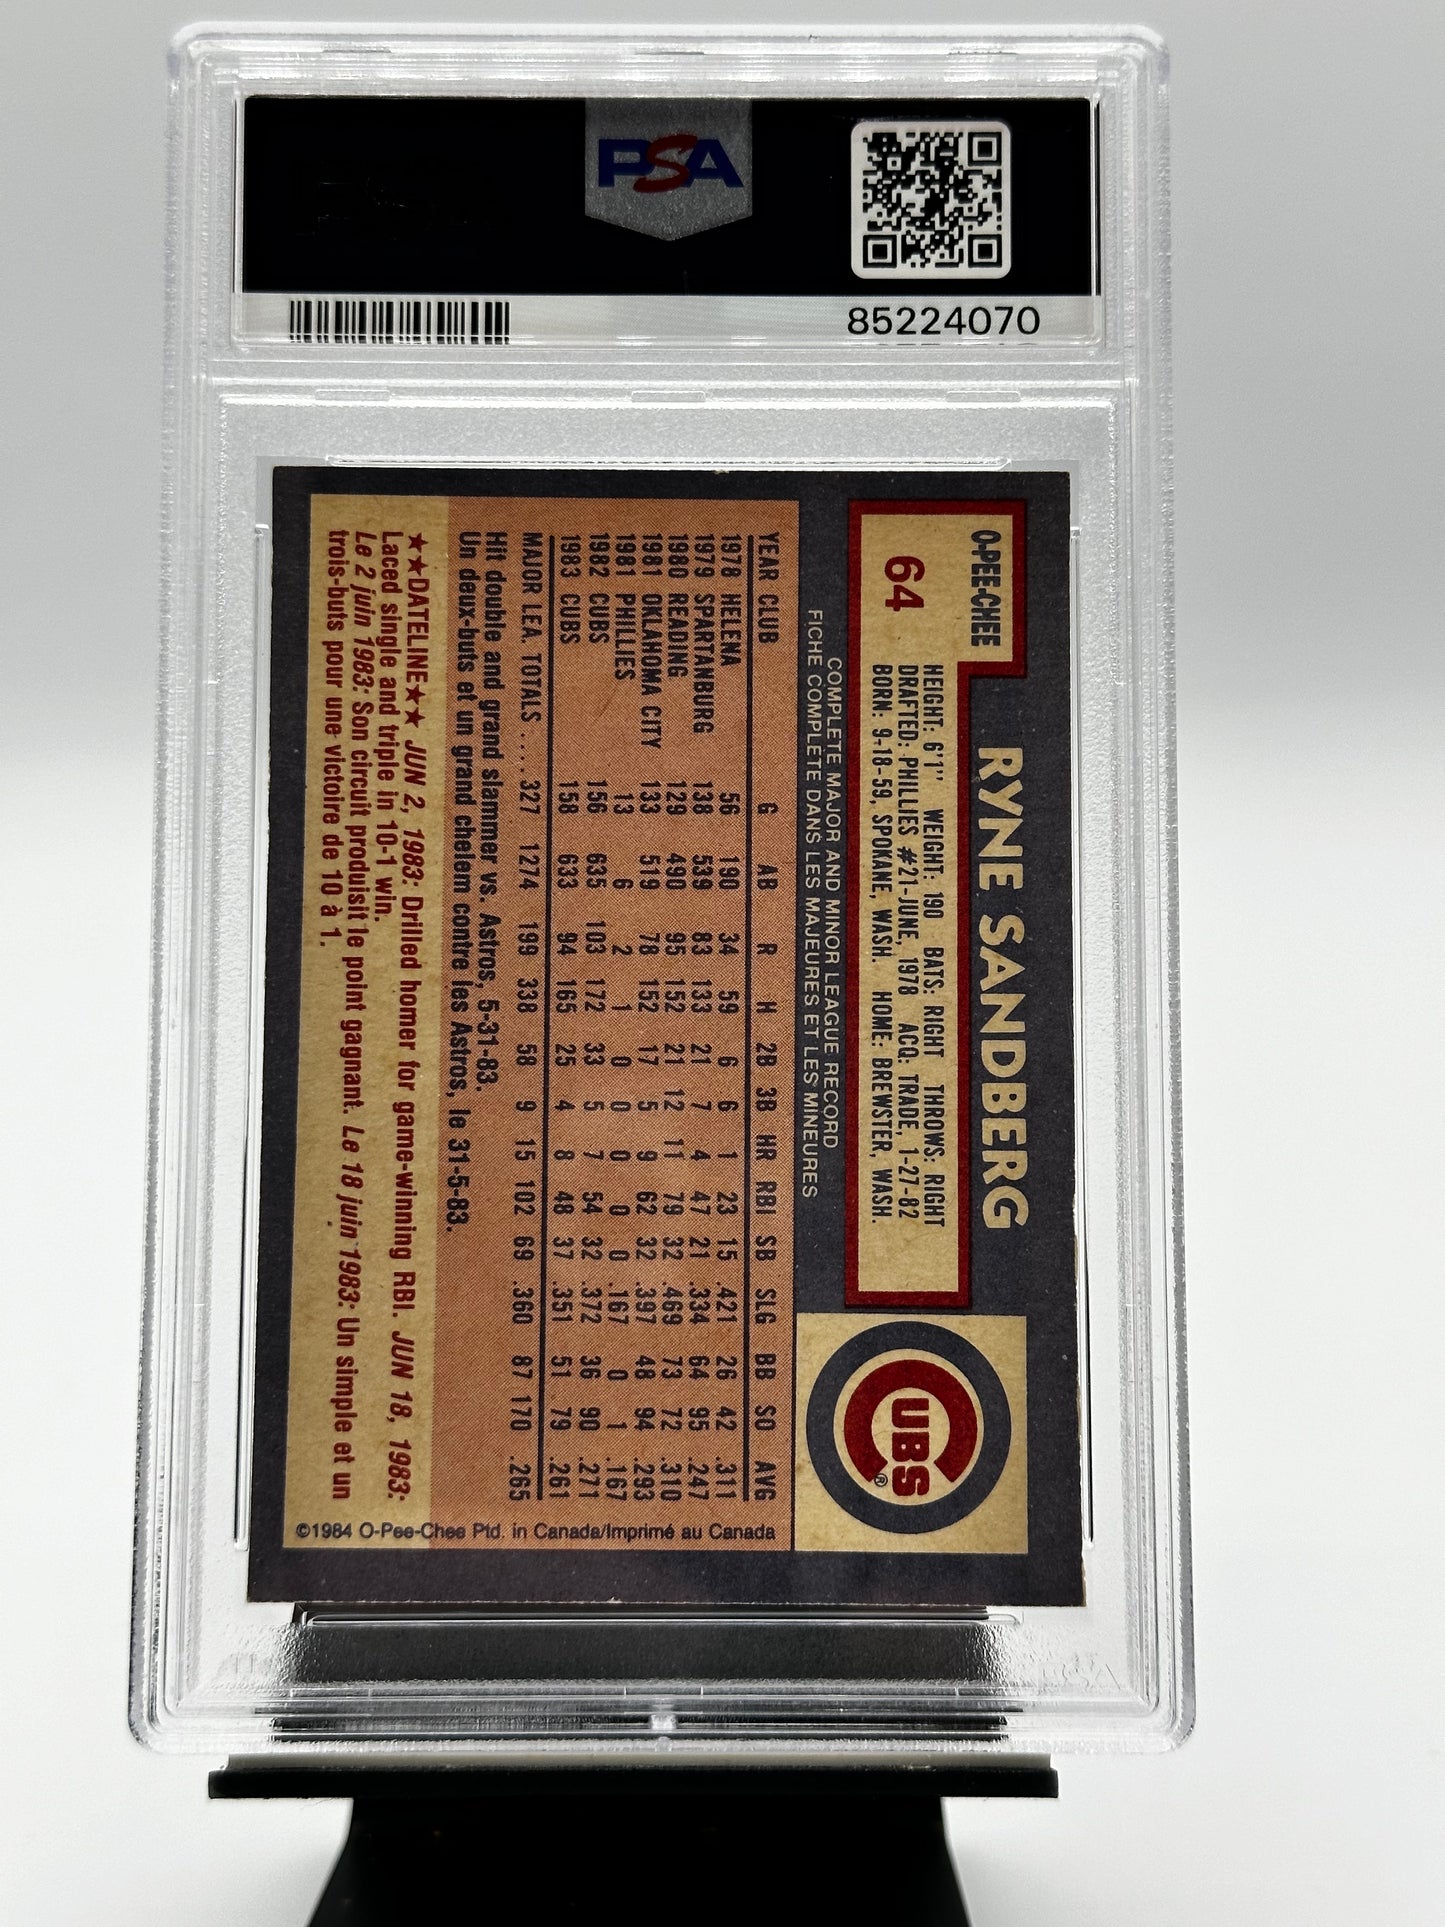 PSA
85224070
O-PEE-CHEE
RYNE SANDBERG
64
HEIGHT: 6'1" WEIGHT: 190 BATS: RIGHT THROWS: RIGHT
DRAFTED: PHILLIES #21-JUNE, 1978 ACQ: TRADE, 1-27-82
BORN: 9-18-59, SPOKANE, WASH. HOME: BREWSTER, WASH.
CUBS®
COMPLETE MAJOR AND MINOR LEAGUE RECORD
FICHE COMPLÈTE DANS LES MAJEURES ET LES MINEURES
YEAR CLUB G AB R H 2B 3B HR RBI SB SLG BB SO AVG
1978 HELENA 56 190 34 59 6 6 1 23 15 .421 26 42 .311
1979 SPARTANBURG 138 539 83 133 21 7 4 47 21 .334 64 95 .247
1980 READING 129 490 95 152 21 12 11 79 32 .469 73 72 .310
1981 OKLAHOMA CITY 133 519 78 152 17 5 9 62 32 .397 48 94 .293
1981 PHILLIES 13 6 2 1 0 0 0 0 0 .167 0 1 .167
1982 CUBS 156 635 103 172 33 5 7 54 32 .372 36 90 .271
1983 CUBS 158 633 94 165 25 4 8 48 37 .351 51 79 .261
MAJOR LEA. TOTALS .... 327 1274 199 338 58 9 15 102 69 .360 87 170 .265
Hit double and grand slammer vs. Astros, 5-31-83.
Un deux-buts et un grand chelem contre les Astros, le 31-5-83.
★★DATELINE★★ JUN 2, 1983: Drilled homer for game-winning RBI. JUN 18, 1983:
Laced single and triple in 10-1 win.
Le 2 juin 1983: Son circuit produisit le point gagnant. Le 18 juin 1983: Un simple et un
trois-buts pour une victoire de 10 à 1.
©1984 O-Pee-Chee Ptd. in Canada/Imprimé au Canada